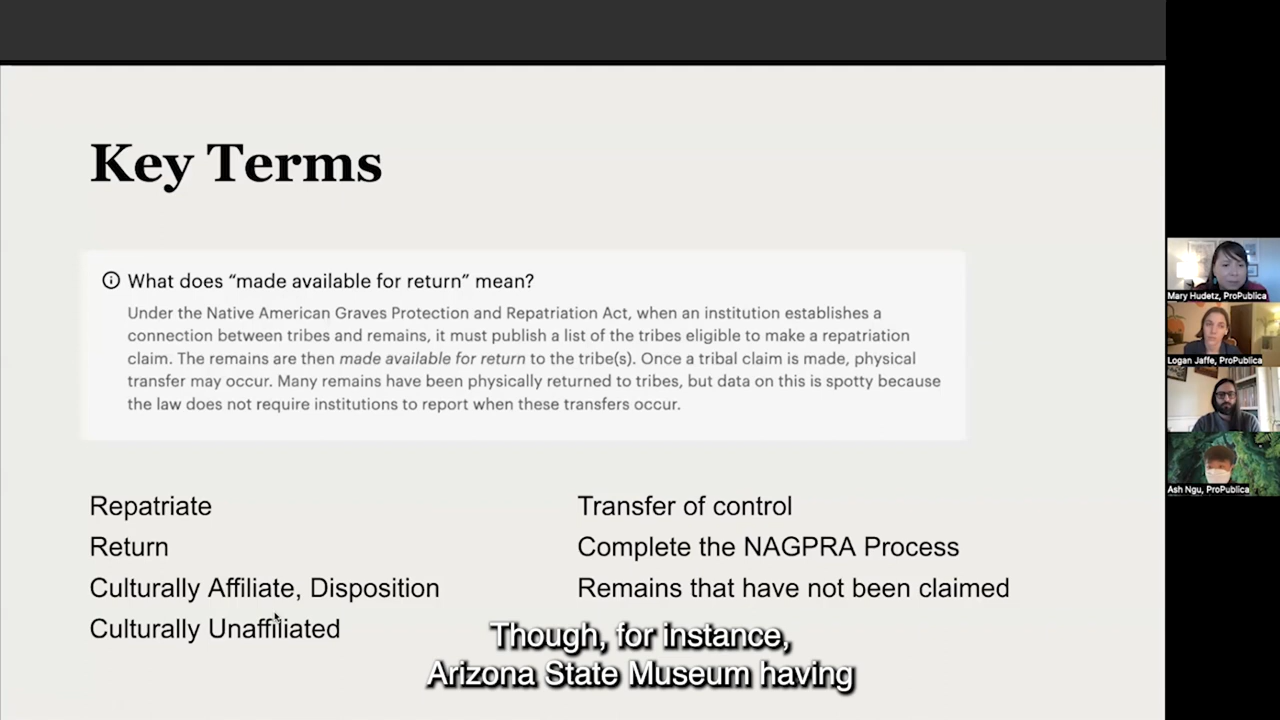 Key Terms
What does “made available for return” mean?
Under the Native American Graves Protection and Repatriation Act, when an institution establishes a
connection between tribes and remains, it must publish a list of the tribes eligible to make a repatriation
claim. The remains are then made available for return to the tribe(s). Once a tribal claim is made, physical
transfer may occur. Many remains have been physically returned to tribes, but data on this is spotty because
the law does not require institutions to report when these transfers occur.
Repatriate
Return
Culturally Affiliate, Disposition
Culturally Unaffiliated
Transfer of control
Complete the NAGPRA Process
Remains that have not been claimed
Though, for instance,
Arizona State Museum having
Mary Hudetz, ProPublica
Logan Jaffe, ProPublica
Ash Ngu, ProPublica